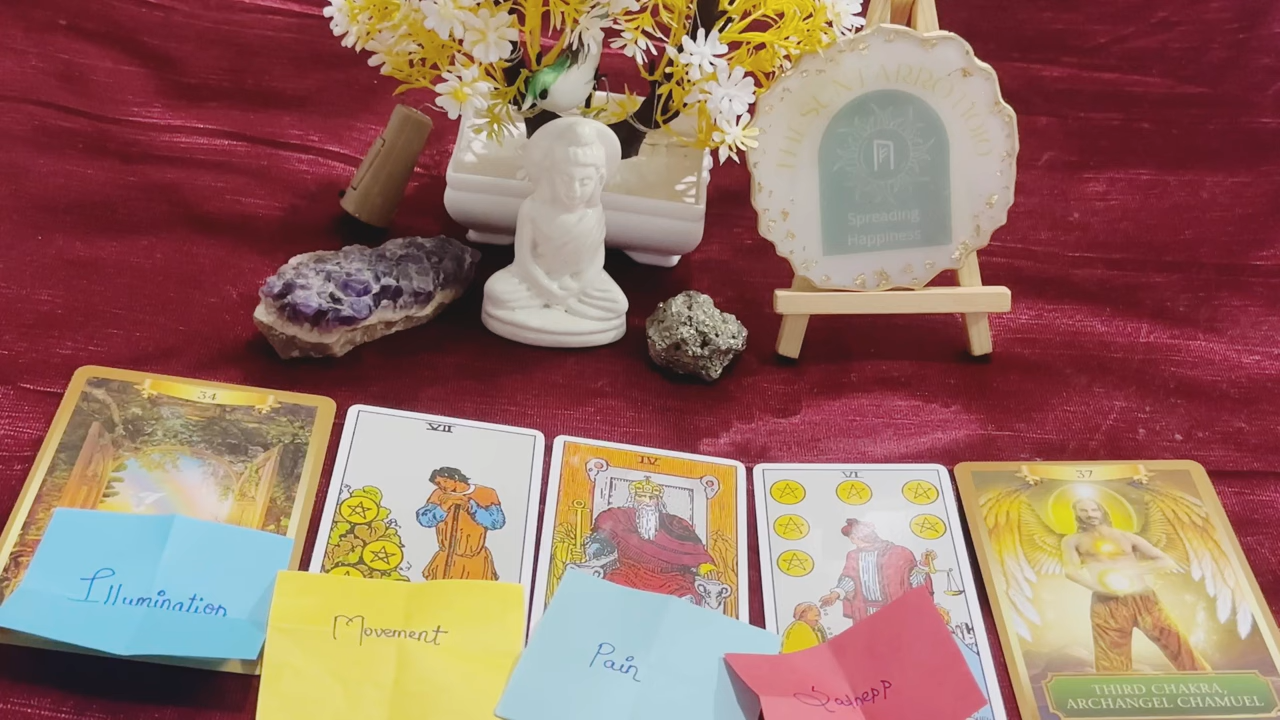 Spreading
Happiness
34
VII
IV
VI
37
Illumination
Movement
Pain
THIRD CHAKRA,
ARCHANGEL CHAMUEL